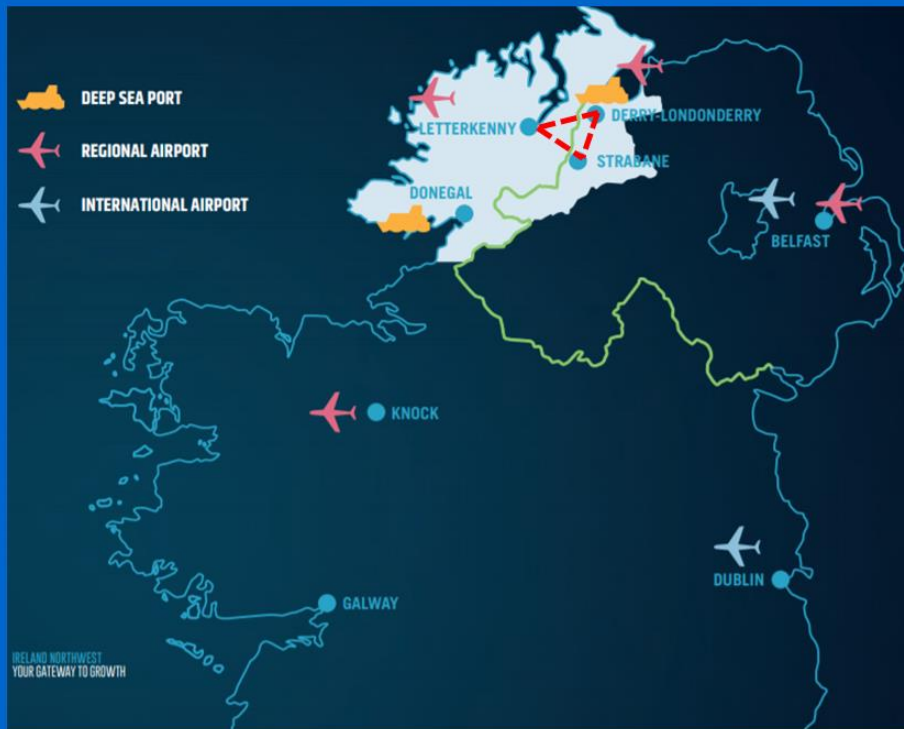 DEEP SEA PORT
REGIONAL AIRPORT
INTERNATIONAL AIRPORT
LETTERKENNY
DERRY-LONDONDERRY
STRABANE
DONEGAL
BELFAST
KNOCK
DUBLIN
GALWAY
IRELAND NORTHWEST
YOUR GATEWAY TO GROWTH